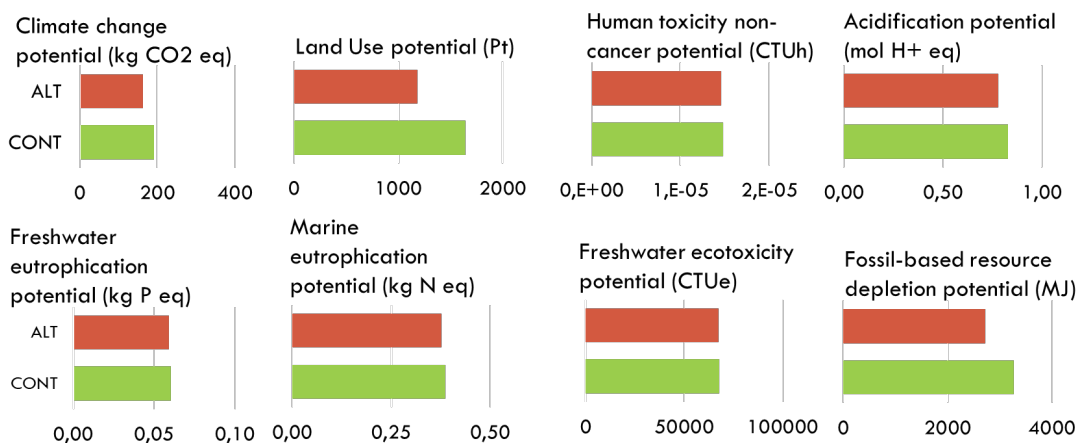 Climate change
potential (kg CO2 eq)
ALT
CONT
0 200 400
Land Use potential (Pt)
0 1000 2000
Human toxicity non-
cancer potential (CTUh)
0,E+00 1,E-05 2,E-05
Acidification potential
(mol H+ eq)
0,00 0,50 1,00
Freshwater
eutrophication
potential (kg P eq)
ALT
CONT
0,00 0,05 0,10
Marine
eutrophication
potential (kg N eq)
0,00 0,25 0,50
Freshwater ecotoxicity
potential (CTUe)
0 50000 100000
Fossil-based resource
depletion potential (MJ)
0 2000 4000